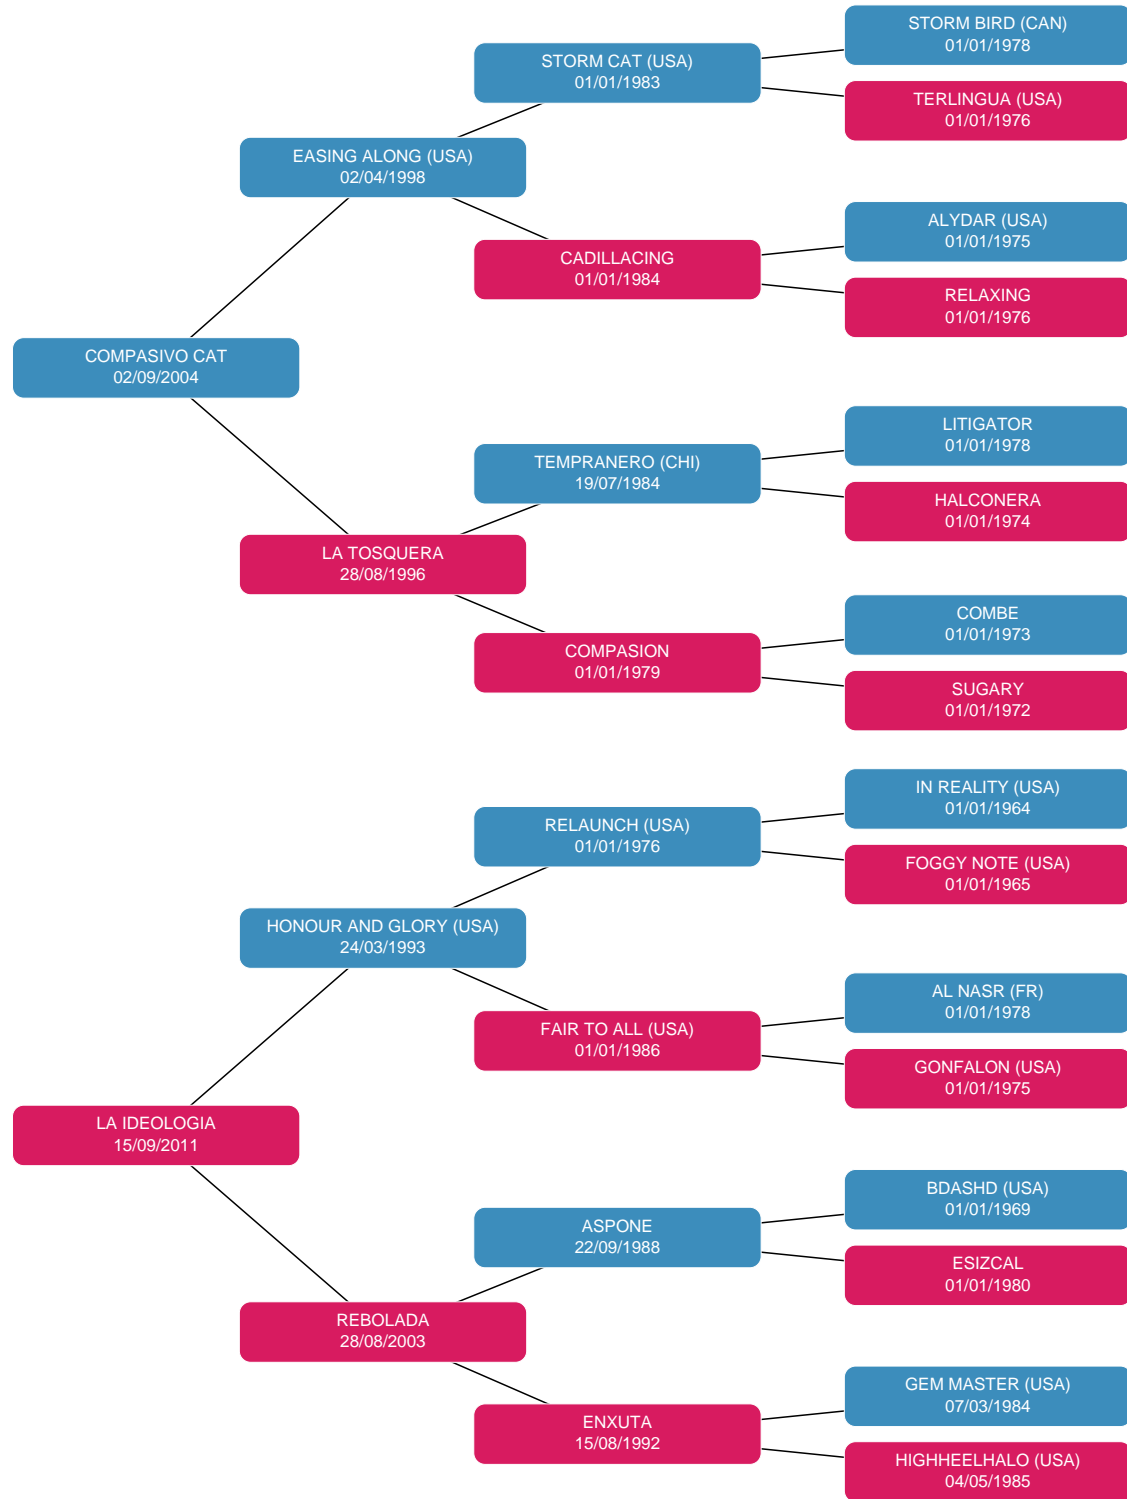 STORM BIRD (CAN)
01/01/1978
STORM CAT (USA)
01/01/1983
TERLINGUA (USA)
01/01/1976
EASING ALONG (USA)
02/04/1998
ALYDAR (USA)
01/01/1975
CADILLACING
01/01/1984
RELAXING
01/01/1976
COMPASIVO CAT
02/09/2004
LITIGATOR
01/01/1978
TEMPRANERO (CHI)
19/07/1984
HALCONERA
01/01/1974
LA TOSQUERA
28/08/1996
COMBE
01/01/1973
COMPASION
01/01/1979
SUGARY
01/01/1972
IN REALITY (USA)
01/01/1964
RELAUNCH (USA)
01/01/1976
FOGGY NOTE (USA)
01/01/1965
HONOUR AND GLORY (USA)
24/03/1993
AL NASR (FR)
01/01/1978
FAIR TO ALL (USA)
01/01/1986
GONFALON (USA)
01/01/1975
LA IDEOLOGIA
15/09/2011
BDASHD (USA)
01/01/1969
ASPONE
22/09/1988
ESIZCAL
01/01/1980
REBOLADA
28/08/2003
GEM MASTER (USA)
07/03/1984
ENXUTA
15/08/1992
HIGHHEELHALO (USA)
04/05/1985